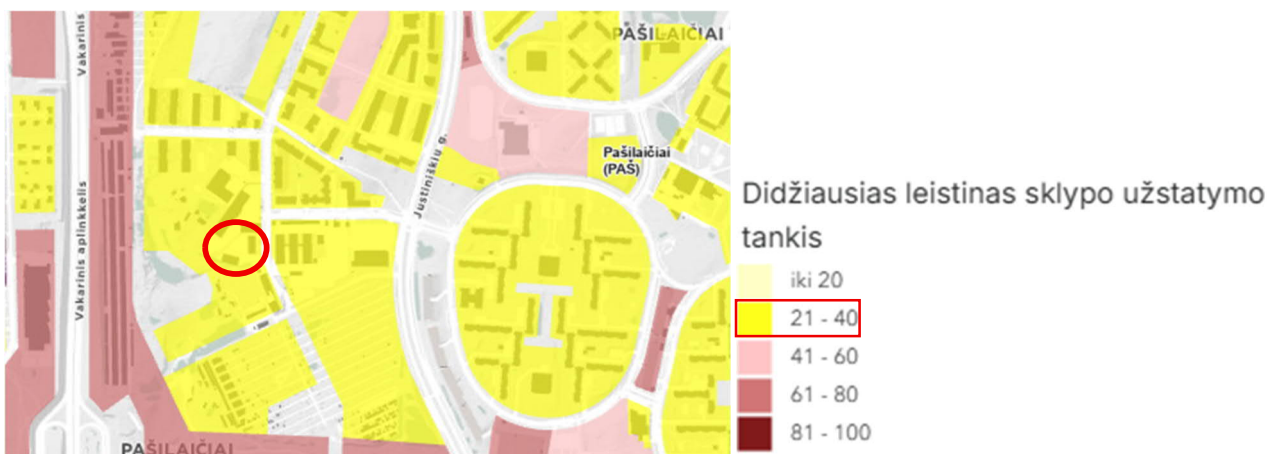 Vakarinis
PAŠILAIČIAI
Justiniškių g.
Pašilaičiai
(PAŠ)
Vakarinis aplinkkelis
PAŠILAIČIAI
Didžiausias leistinas sklypo užstatymo
tankis
iki 20
21 - 40
41 - 60
61 - 80
81 - 100